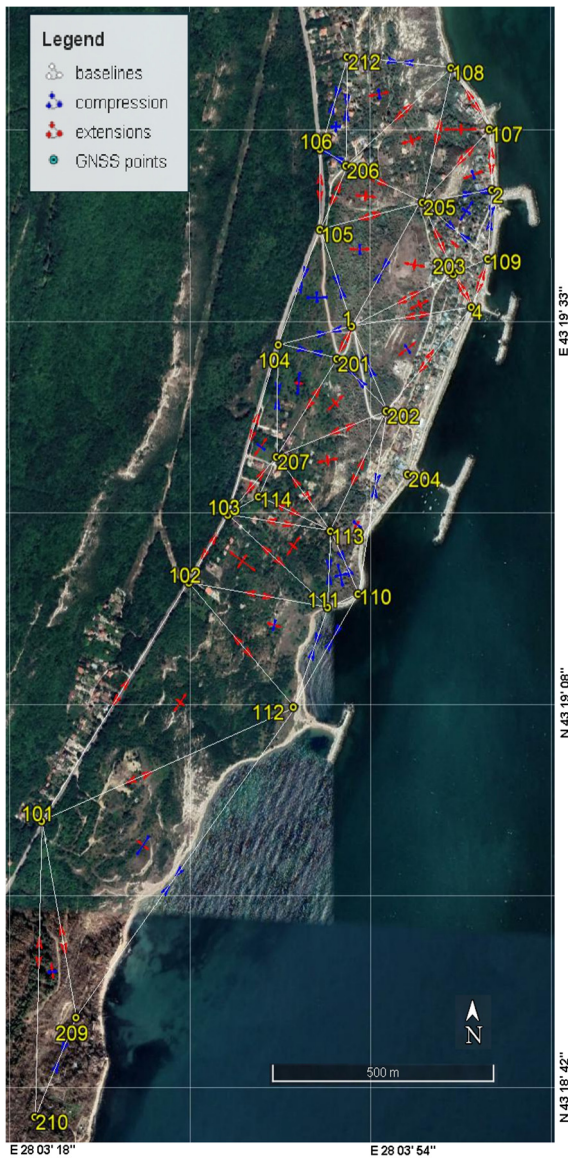 Legend
baselines
compression
extensions
GNSS points
212
108
107
106
206
2
205
105
203
109
4
1
E 43 19' 33"
104
201
202
207
204
114
103
113
102
111
110
112
N 43 19' 08"
101
N
209
500 m
N 43 18' 42"
210
E 28 03' 18"
E 28 03' 54"